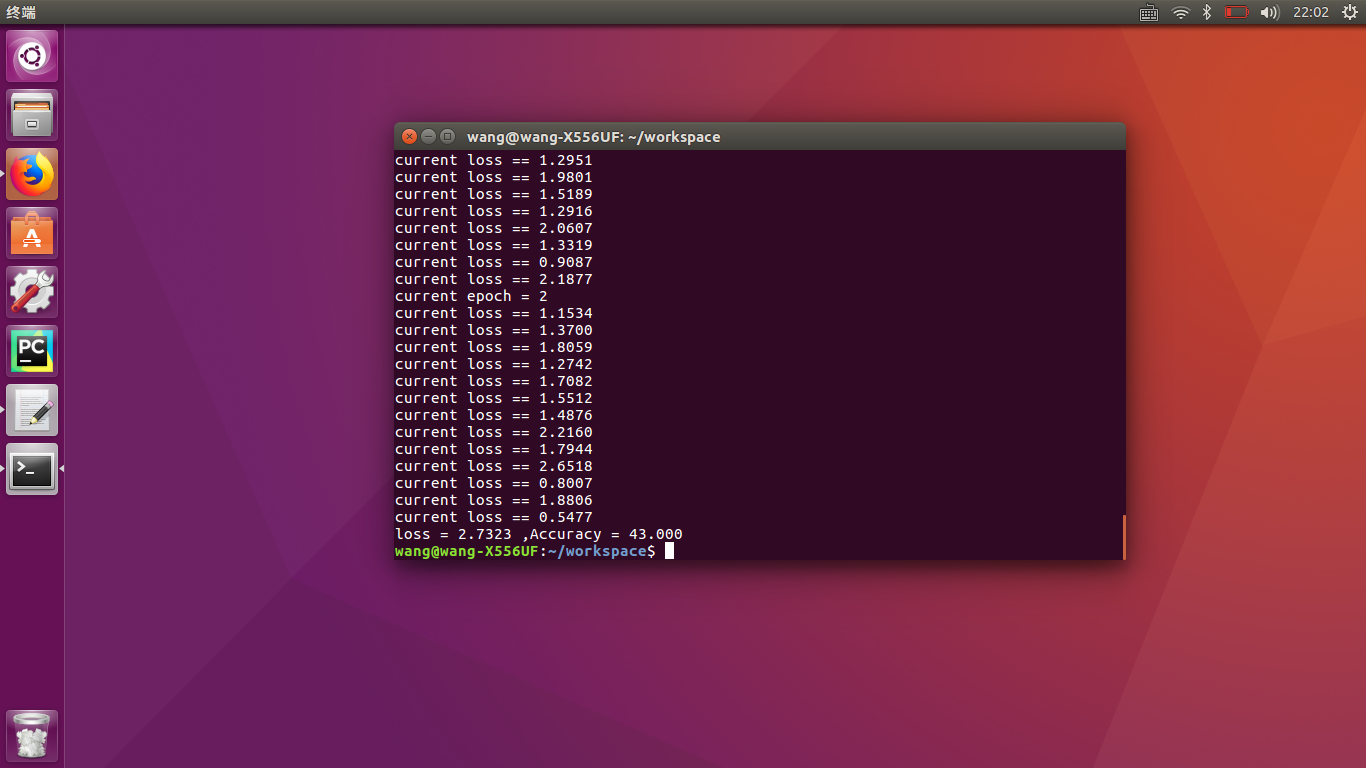 终端
22:02
wang@wang-X556UF: ~/workspace
current loss == 1.2951
current loss == 1.9801
current loss == 1.5189
current loss == 1.2916
current loss == 2.0607
current loss == 1.3319
current loss == 0.9087
current loss == 2.1877
current epoch = 2
current loss == 1.1534
current loss == 1.3700
current loss == 1.8059
current loss == 1.2742
current loss == 1.7082
current loss == 1.5512
current loss == 1.4876
current loss == 2.2160
current loss == 1.7944
current loss == 2.6518
current loss == 0.8007
current loss == 1.8806
current loss == 0.5477
loss = 2.7323 ,Accuracy = 43.000
wang@wang-X556UF:~/workspace$
PC